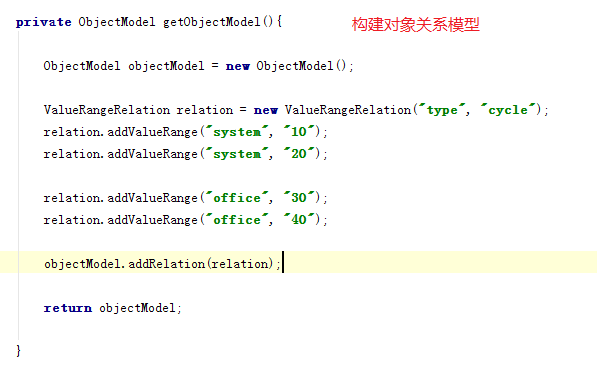 private ObjectModel getObjectModel(){
构建对象关系模型
ObjectModel objectModel = new ObjectModel();
ValueRangeRelation relation = new ValueRangeRelation("type", "cycle");
relation.addValueRange("system", "10");
relation.addValueRange("system", "20");
relation.addValueRange("office", "30");
relation.addValueRange("office", "40");
objectModel.addRelation(relation);
return objectModel;
}